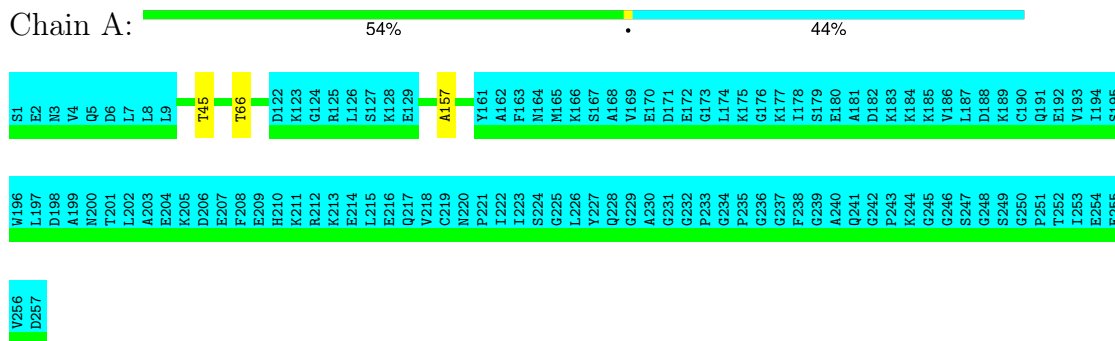 Chain A:
54% • 44%
S1 E2 N3 V4 Q5 D6 L7 L8 L9 T45 T66 D122 K123 G124 R125 L126 S127 K128 E129 A157 Y161 A162 F163 N164 M165 K166 S167 A168 V169 E170 D171 E172 G173 L174 K175 G176 K177 I178 S179 E180 A181 D182 K183 K184 K185 V186 L187 D188 K189 C190 Q191 E192 V193 I194 S195
W196 L197 D198 A199 N200 T201 L202 A203 E204 K205 D206 E207 F208 E209 H210 K211 R212 K213 E214 L215 E216 Q217 V218 C219 N220 P221 I222 I223 S224 G225 L226 Y227 Q228 G229 A230 G231 G232 P233 G234 P235 G236 G237 F238 G239 A240 Q241 G242 P243 K244 G245 G246 S247 G248 S249 G250 P251 T252 I253 E254 E255
V256 D257